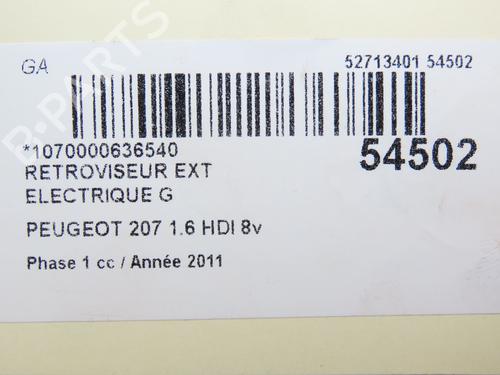 GA
52713401 54502
*1070000636540
54502
RETROVISEUR EXT
ELECTRIQUE G
PEUGEOT 207 1.6 HDI 8v
Phase 1 cc / Année 2011
B-PARTS